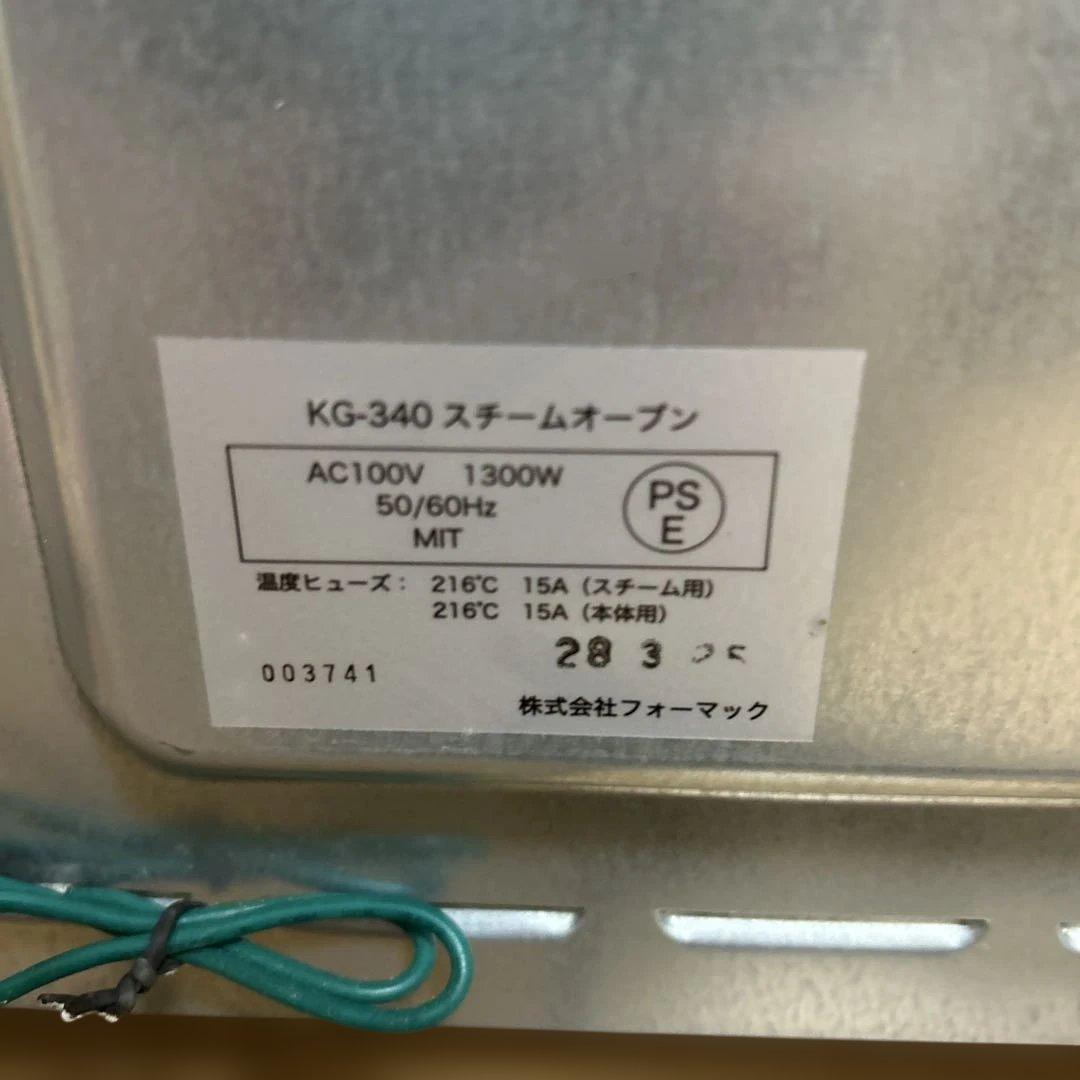 KG-340 スチームオーブン
AC100V 1300W
50/60Hz
MIT
PS
E
温度ヒューズ： 216℃ 15A（スチーム用）
216℃ 15A（本体用）
28 3 25
003741
株式会社フォーマック